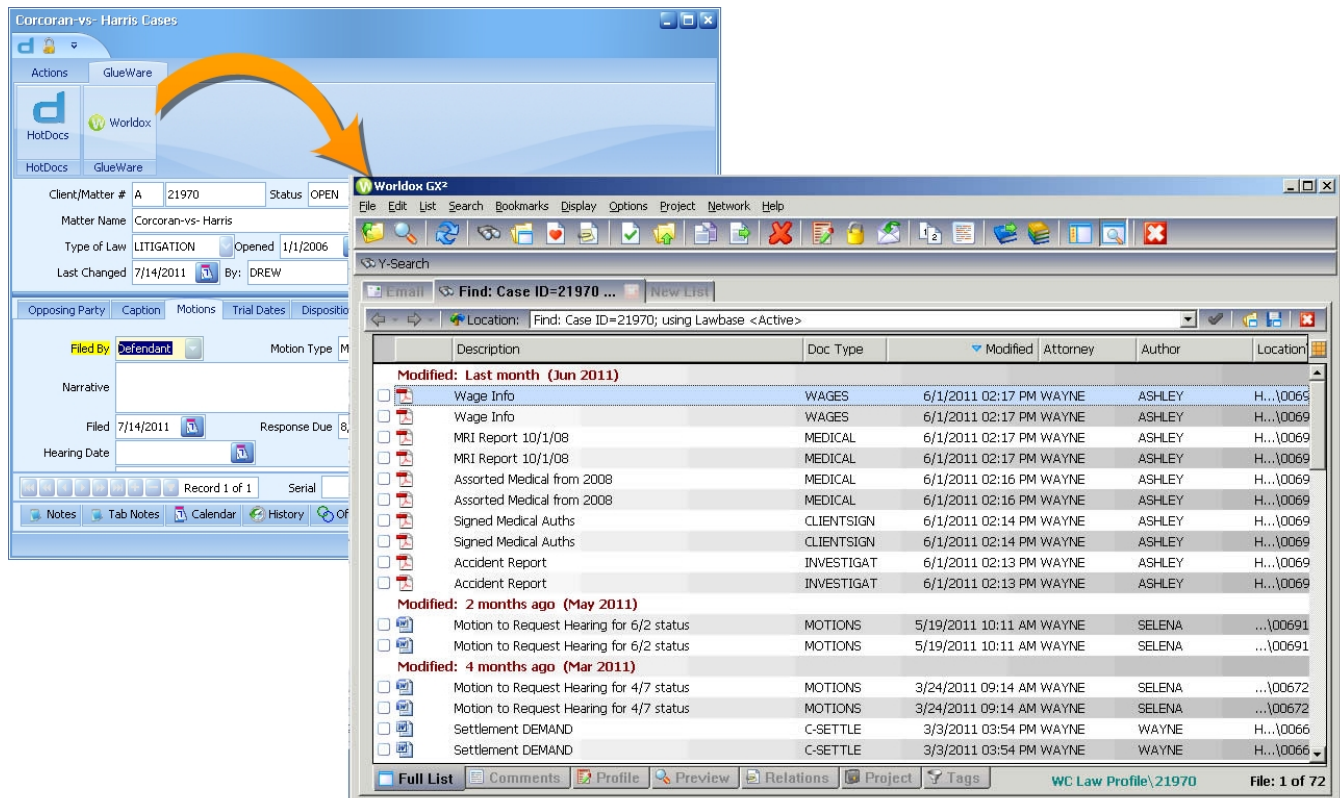 Corcoran-vs- Harris Cases
Actions GlueWare
HotDocs
Worldox
HotDocs GlueWare
Client/Matter # A 21970 Status OPEN
Matter Name Corcoran-vs- Harris
Type of Law LITIGATION Opened 1/1/2006
Last Changed 7/14/2011 By: DREW
Opposing Party Caption Motions Trial Dates Dispositio
Filed By Defendant Motion Type M
Narrative
Filed 7/14/2011 Response Due 8,
Hearing Date
Record 1 of 1 Serial
Notes Tab Notes Calendar History Of
Worldox GX²
File Edit List Search Bookmarks Display Options Project Network Help
Y-Search
Email Find: Case ID=21970 ... New List
Location: Find: Case ID=21970; using Lawbase <Active>
Description Doc Type Modified Attorney Author Location
Modified: Last month (Jun 2011)
Wage Info WAGES 6/1/2011 02:17 PM WAYNE ASHLEY H...\0069
Wage Info WAGES 6/1/2011 02:17 PM WAYNE ASHLEY H...\0069
MRI Report 10/1/08 MEDICAL 6/1/2011 02:17 PM WAYNE ASHLEY H...\0069
MRI Report 10/1/08 MEDICAL 6/1/2011 02:17 PM WAYNE ASHLEY H...\0069
Assorted Medical from 2008 MEDICAL 6/1/2011 02:16 PM WAYNE ASHLEY H...\0069
Assorted Medical from 2008 MEDICAL 6/1/2011 02:16 PM WAYNE ASHLEY H...\0069
Signed Medical Auths CLIENTSIGN 6/1/2011 02:14 PM WAYNE ASHLEY H...\0069
Signed Medical Auths CLIENTSIGN 6/1/2011 02:14 PM WAYNE ASHLEY H...\0069
Accident Report INVESTIGAT 6/1/2011 02:13 PM WAYNE ASHLEY H...\0069
Accident Report INVESTIGAT 6/1/2011 02:13 PM WAYNE ASHLEY H...\0069
Modified: 2 months ago (May 2011)
Motion to Request Hearing for 6/2 status MOTIONS 5/19/2011 10:11 AM WAYNE SELENA ...\00691
Motion to Request Hearing for 6/2 status MOTIONS 5/19/2011 10:11 AM WAYNE SELENA ...\00691
Modified: 4 months ago (Mar 2011)
Motion to Request Hearing for 4/7 status MOTIONS 3/24/2011 09:14 AM WAYNE SELENA ...\00672
Motion to Request Hearing for 4/7 status MOTIONS 3/24/2011 09:14 AM WAYNE SELENA ...\00672
Settlement DEMAND C-SETTLE 3/3/2011 03:54 PM WAYNE WAYNE H...\0066
Settlement DEMAND C-SETTLE 3/3/2011 03:54 PM WAYNE WAYNE H...\0066
Full List Comments Profile Preview Relations Project Tags WC Law Profile\21970 File: 1 of 72